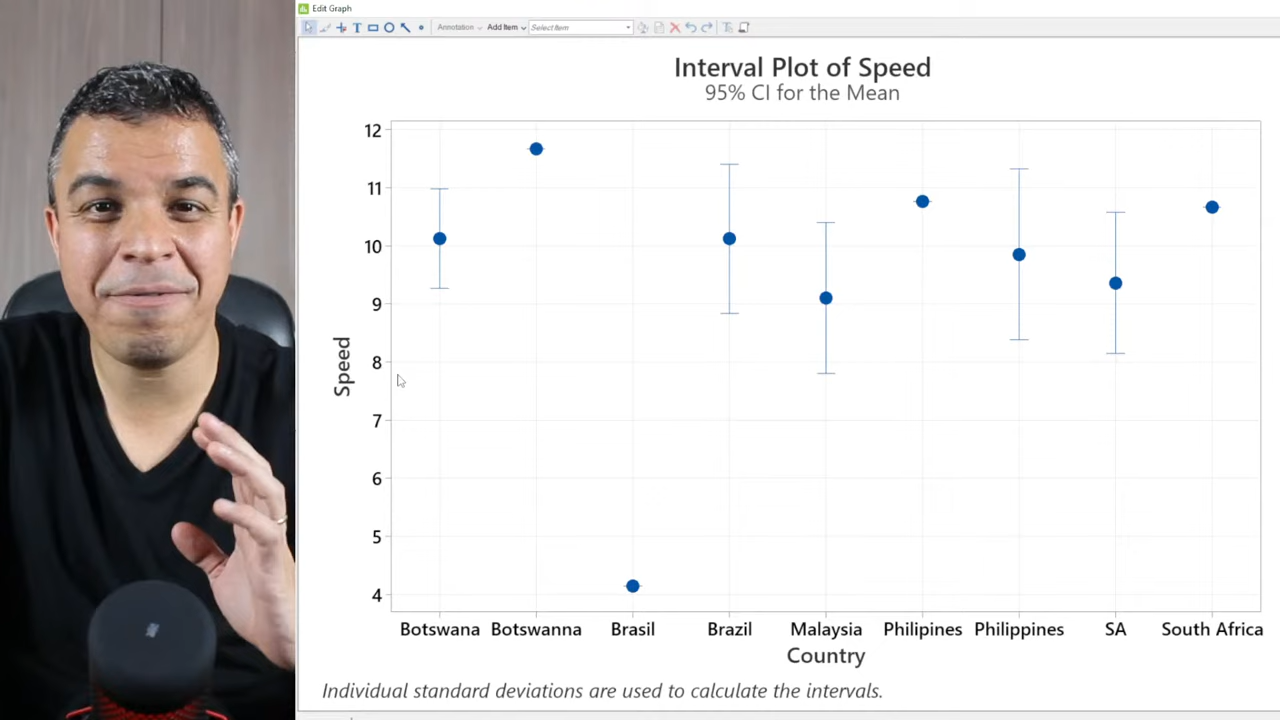 Edit Graph
Annotation Add Item Select Item
Interval Plot of Speed
95% CI for the Mean
12
11
10
9
8
7
6
5
4
Speed
Botswana Botswanna Brasil Brazil Malaysia Philipines Philippines SA South Africa
Country
Individual standard deviations are used to calculate the intervals.